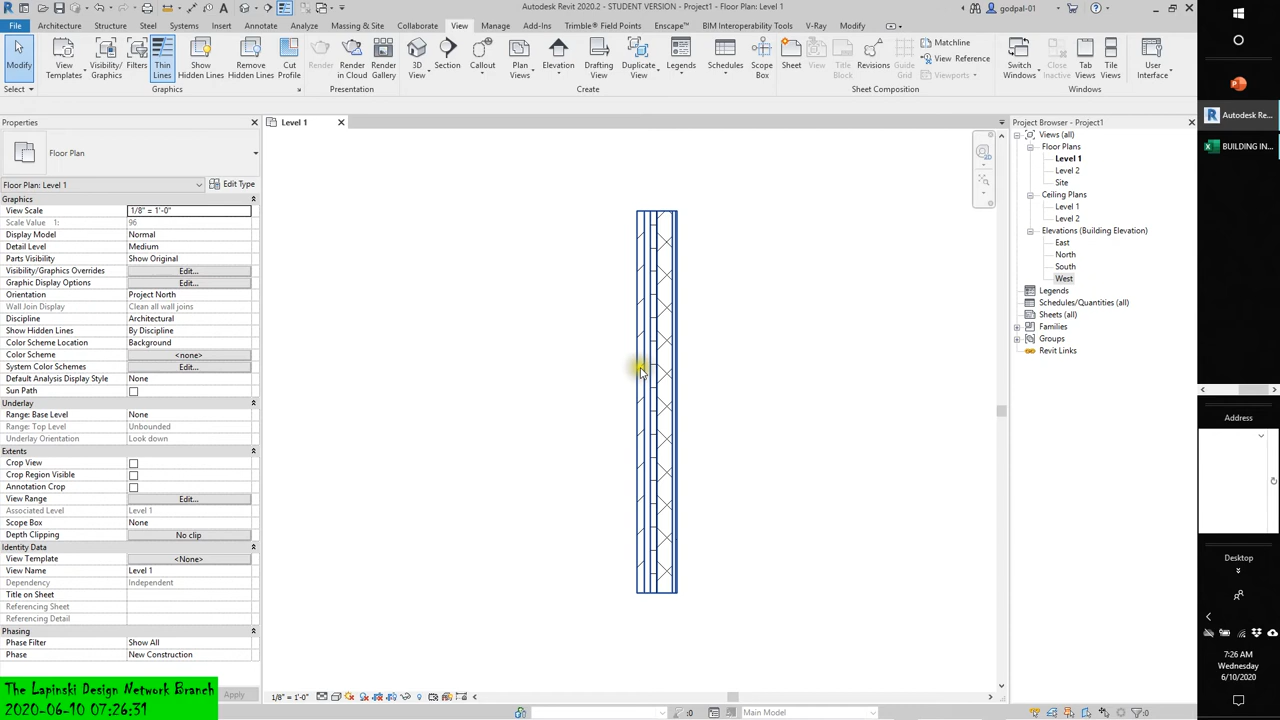 Autodesk Revit 2020.2 - STUDENT VERSION - Project1 - Floor Plan: Level 1
godpal-01
File Architecture Structure Steel Systems Insert Annotate Analyze Massing & Site Collaborate View Manage Add-Ins Trimble® Field Points Enscape™ BIM Interoperability Tools V-Ray Modify
Modify
View Templates
Visibility/ Graphics
Filters
Thin Lines
Show Hidden Lines
Remove Hidden Lines
Cut Profile
Render
Render in Cloud
Render Gallery
3D View
Section
Callout
Plan Views
Elevation
Drafting View
Duplicate View
Legends
Schedules
Scope Box
Sheet
View
Title Block
Revisions
Guide Grid
Matchline
View Reference
Viewports
Switch Windows
Close Inactive
Tab Views
Tile Views
User Interface
Select Graphics Presentation Create Sheet Composition Windows
Properties
Level 1
Project Browser - Project1
Floor Plan
Floor Plan: Level 1 Edit Type
Graphics
View Scale 1/8" = 1'-0"
Scale Value 1: 96
Display Model Normal
Detail Level Medium
Parts Visibility Show Original
Visibility/Graphics Overrides Edit...
Graphic Display Options Edit...
Orientation Project North
Wall Join Display Clean all wall joins
Discipline Architectural
Show Hidden Lines By Discipline
Color Scheme Location Background
Color Scheme <none>
System Color Schemes Edit...
Default Analysis Display Style None
Sun Path
Underlay
Range: Base Level None
Range: Top Level Unbounded
Underlay Orientation Look down
Extents
Crop View
Crop Region Visible
Annotation Crop
View Range Edit...
Associated Level Level 1
Scope Box None
Depth Clipping No clip
Identity Data
View Template <None>
View Name Level 1
Dependency Independent
Title on Sheet
Referencing Sheet
Referencing Detail
Phasing
Phase Filter Show All
Phase New Construction
Apply
Views (all)
Floor Plans
Level 1
Level 2
Site
Ceiling Plans
Level 1
Level 2
Elevations (Building Elevation)
East
North
South
West
Legends
Schedules/Quantities (all)
Sheets (all)
Families
Groups
Revit Links
1/8" = 1'-0"
:0
Main Model
:0
Autodesk Re...
BUILDING IN...
Address
Desktop
7:26 AM
Wednesday
6/10/2020
The Lapinski Design Network Branch
2020-06-10 07:26:31